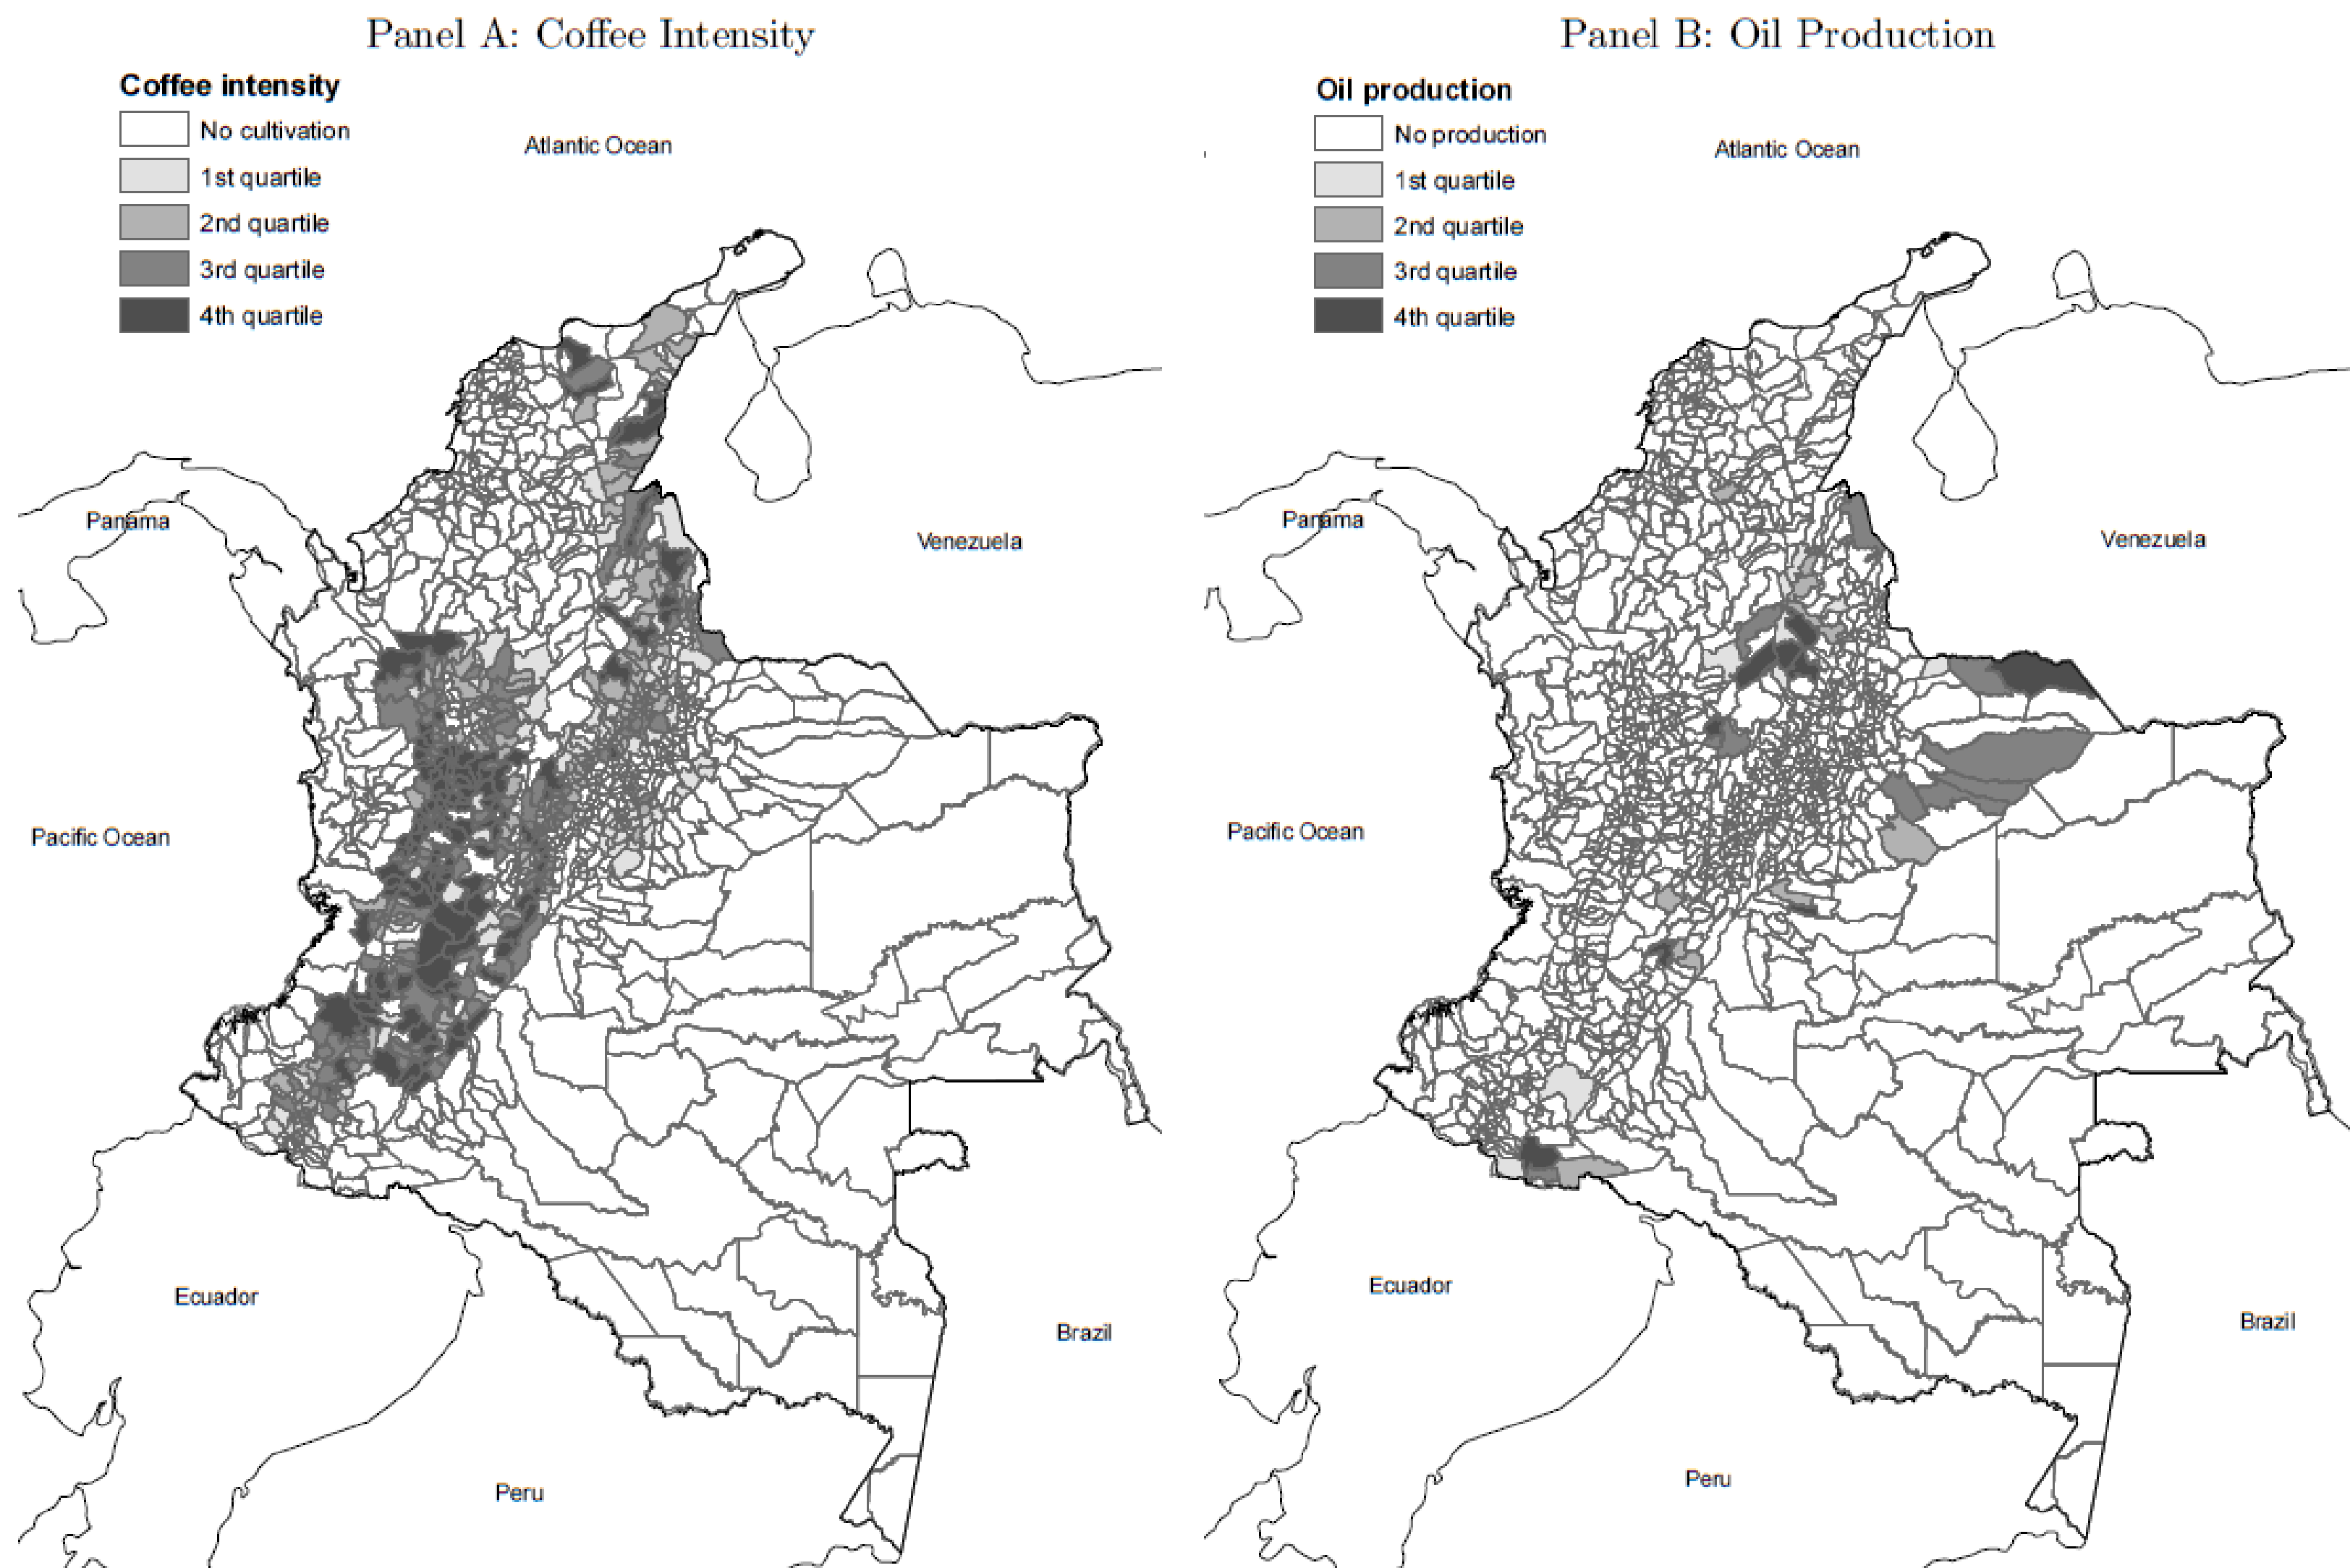 Panel A: Coffee Intensity
Coffee intensity
No cultivation
1st quartile
2nd quartile
3rd quartile
4th quartile
Atlantic Ocean
Panama
Venezuela
Pacific Ocean
Ecuador
Brazil
Peru
Panel B: Oil Production
Oil production
No production
1st quartile
2nd quartile
3rd quartile
4th quartile
Atlantic Ocean
Panama
Venezuela
Pacific Ocean
Ecuador
Brazil
Peru